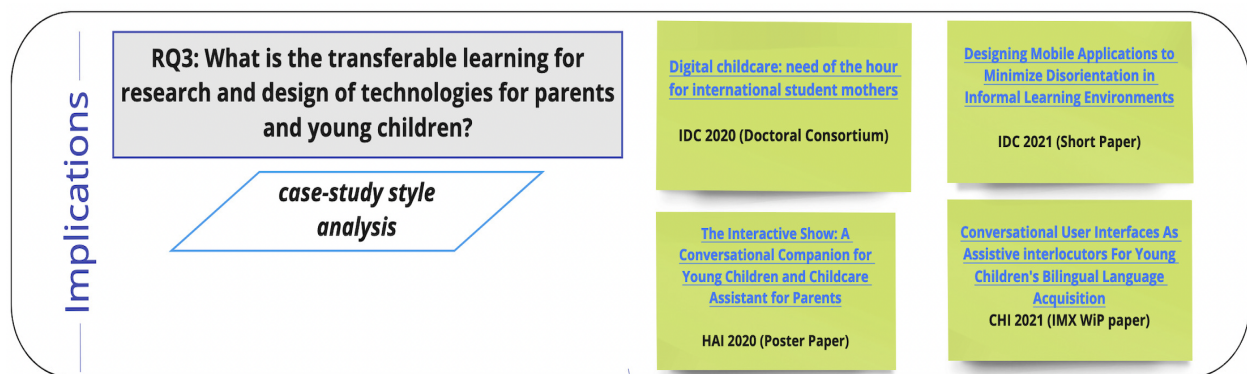 Implications
RQ3: What is the transferable learning for
research and design of technologies for parents
and young children?
case-study style
analysis
Digital childcare: need of the hour
for international student mothers
IDC 2020 (Doctoral Consortium)
Designing Mobile Applications to
Minimize Disorientation in
Informal Learning Environments
IDC 2021 (Short Paper)
The Interactive Show: A
Conversational Companion for
Young Children and Childcare
Assistant for Parents
HAI 2020 (Poster Paper)
Conversational User Interfaces As
Assistive interlocutors For Young
Children's Bilingual Language
Acquisition
CHI 2021 (IMX WiP paper)